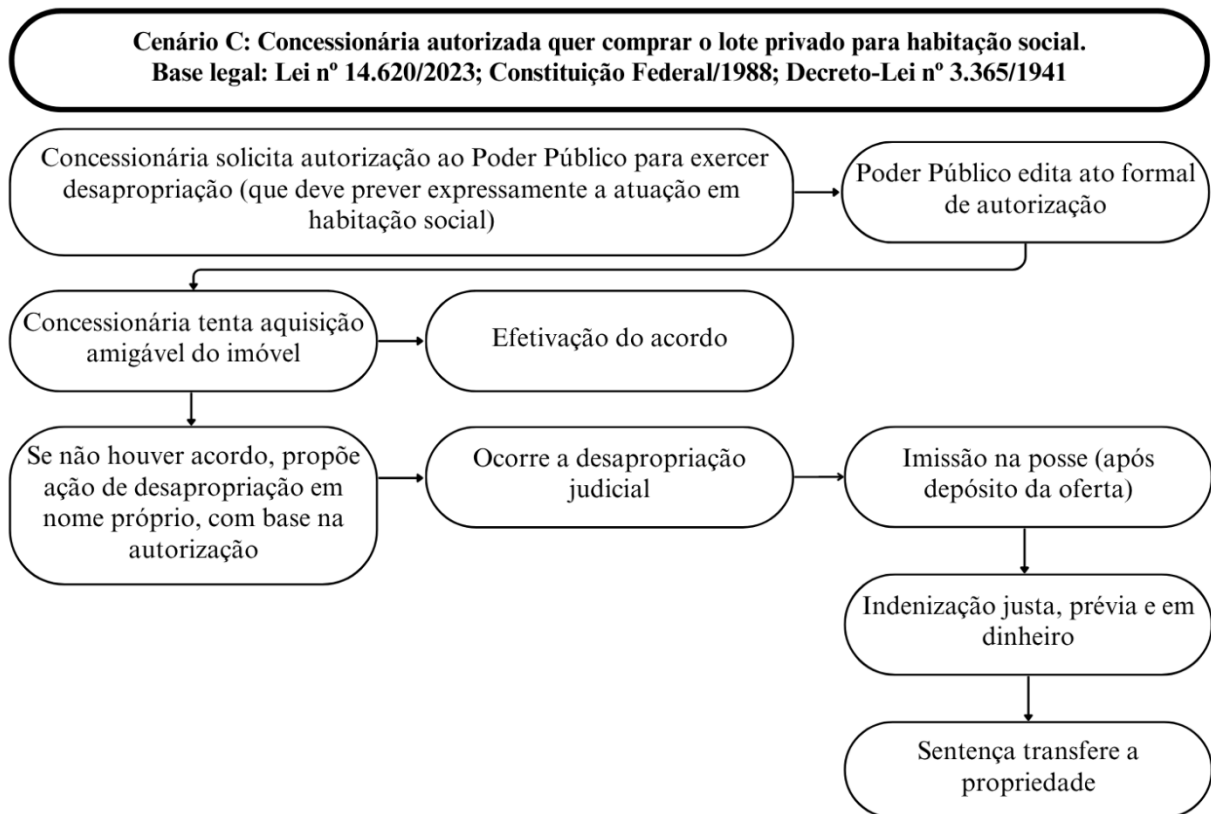 Cenário C: Concessionária autorizada quer comprar o lote privado para habitação social.
Base legal: Lei nº 14.620/2023; Constituição Federal/1988; Decreto-Lei nº 3.365/1941
Concessionária solicita autorização ao Poder Público para exercer
desapropriação (que deve prever expressamente a atuação em
habitação social)
Poder Público edita ato formal
de autorização
Concessionária tenta aquisição
amigável do imóvel
Efetivação do acordo
Se não houver acordo, propõe
ação de desapropriação em
nome próprio, com base na
autorização
Ocorre a desapropriação
judicial
Imissão na posse (após
depósito da oferta)
Indenização justa, prévia e em
dinheiro
Sentença transfere a
propriedade